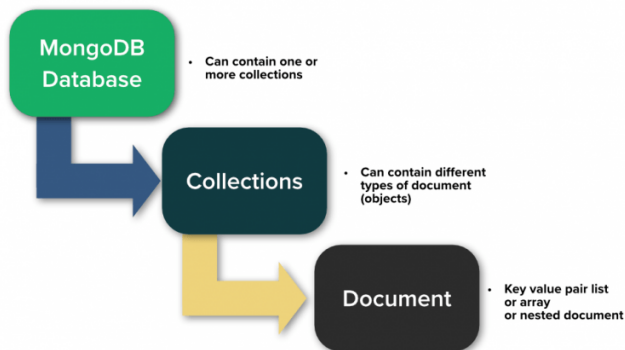 MongoDB
Database
• Can contain one or
more collections
Collections
• Can contain different
types of document
(objects)
Document
• Key value pair list
or array
or nested document